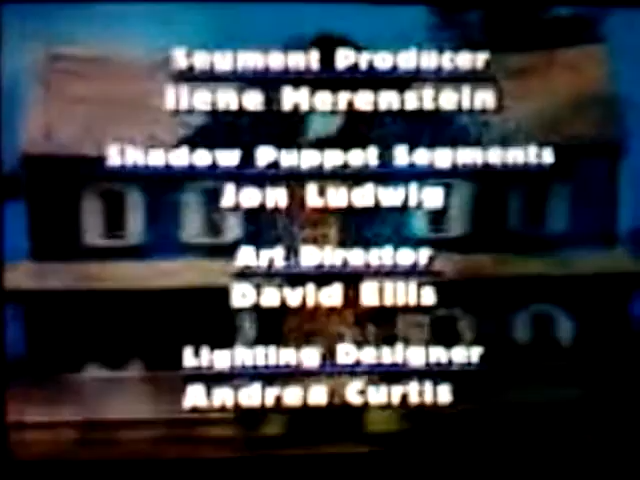 Segment Producer
Ilene Merenstein
Shadow Puppet Segments
Jon Ludwig
Art Director
David Ellis
Lighting Designer
Andrea Curtis